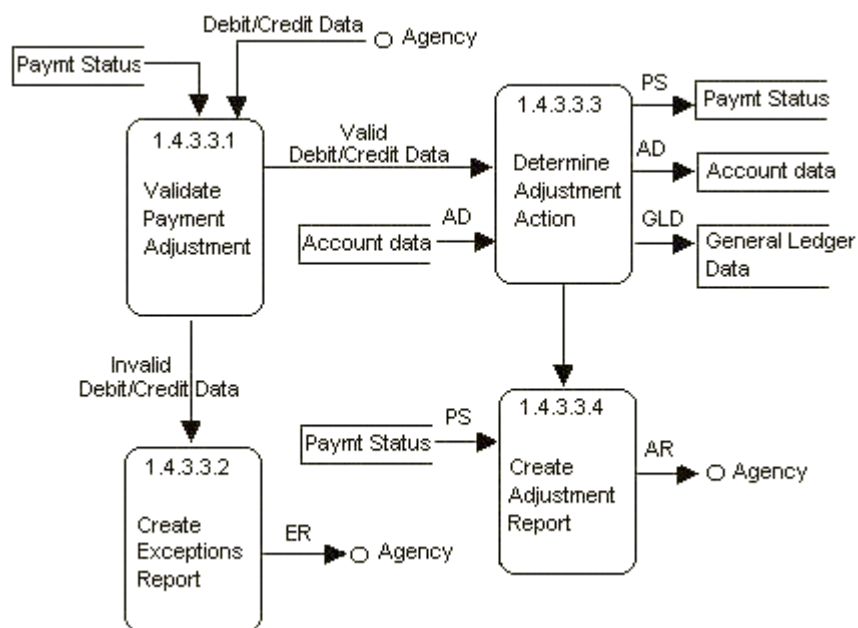 Debit/Credit Data
Agency
Paymt Status
1.4.3.3.1
Validate
Payment
Adjustment
Valid
Debit/Credit Data
1.4.3.3.3
Determine
Adjustment
Action
PS
Paymt Status
AD
Account data
GLD
General Ledger
Data
AD
Account data
Invalid
Debit/Credit Data
1.4.3.3.2
Create
Exceptions
Report
ER
Agency
PS
Paymt Status
1.4.3.3.4
Create
Adjustment
Report
AR
Agency